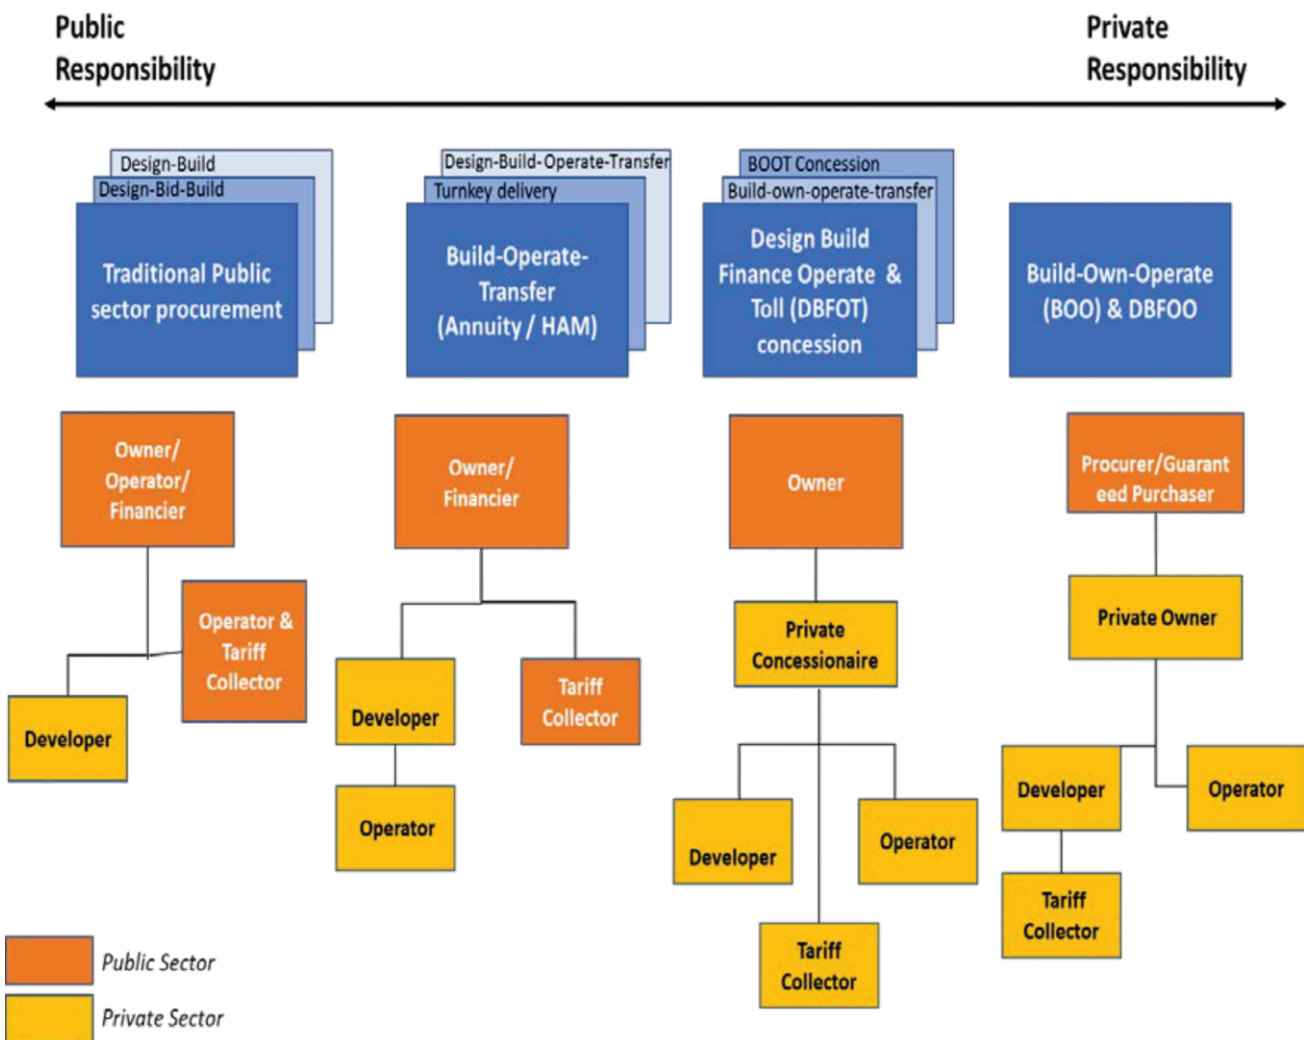 Public
Responsibility
Private
Responsibility
Design-Build
Design-Bid-Build
Traditional Public
sector procurement
Design-Build-Operate-Transfer
Turnkey delivery
Build-Operate-
Transfer
(Annuity / HAM)
BOOT Concession
Build-own-operate-transfer
Design Build
Finance Operate &
Toll (DBFOT)
concession
Build-Own-Operate
(BOO) & DBFOO
Owner/
Operator/
Financier
Operator &
Tariff
Collector
Developer
Owner/
Financier
Developer
Tariff
Collector
Operator
Owner
Private
Concessionaire
Developer
Operator
Tariff
Collector
Procurer/Guarant
eed Purchaser
Private Owner
Developer
Operator
Tariff
Collector
Public Sector
Private Sector